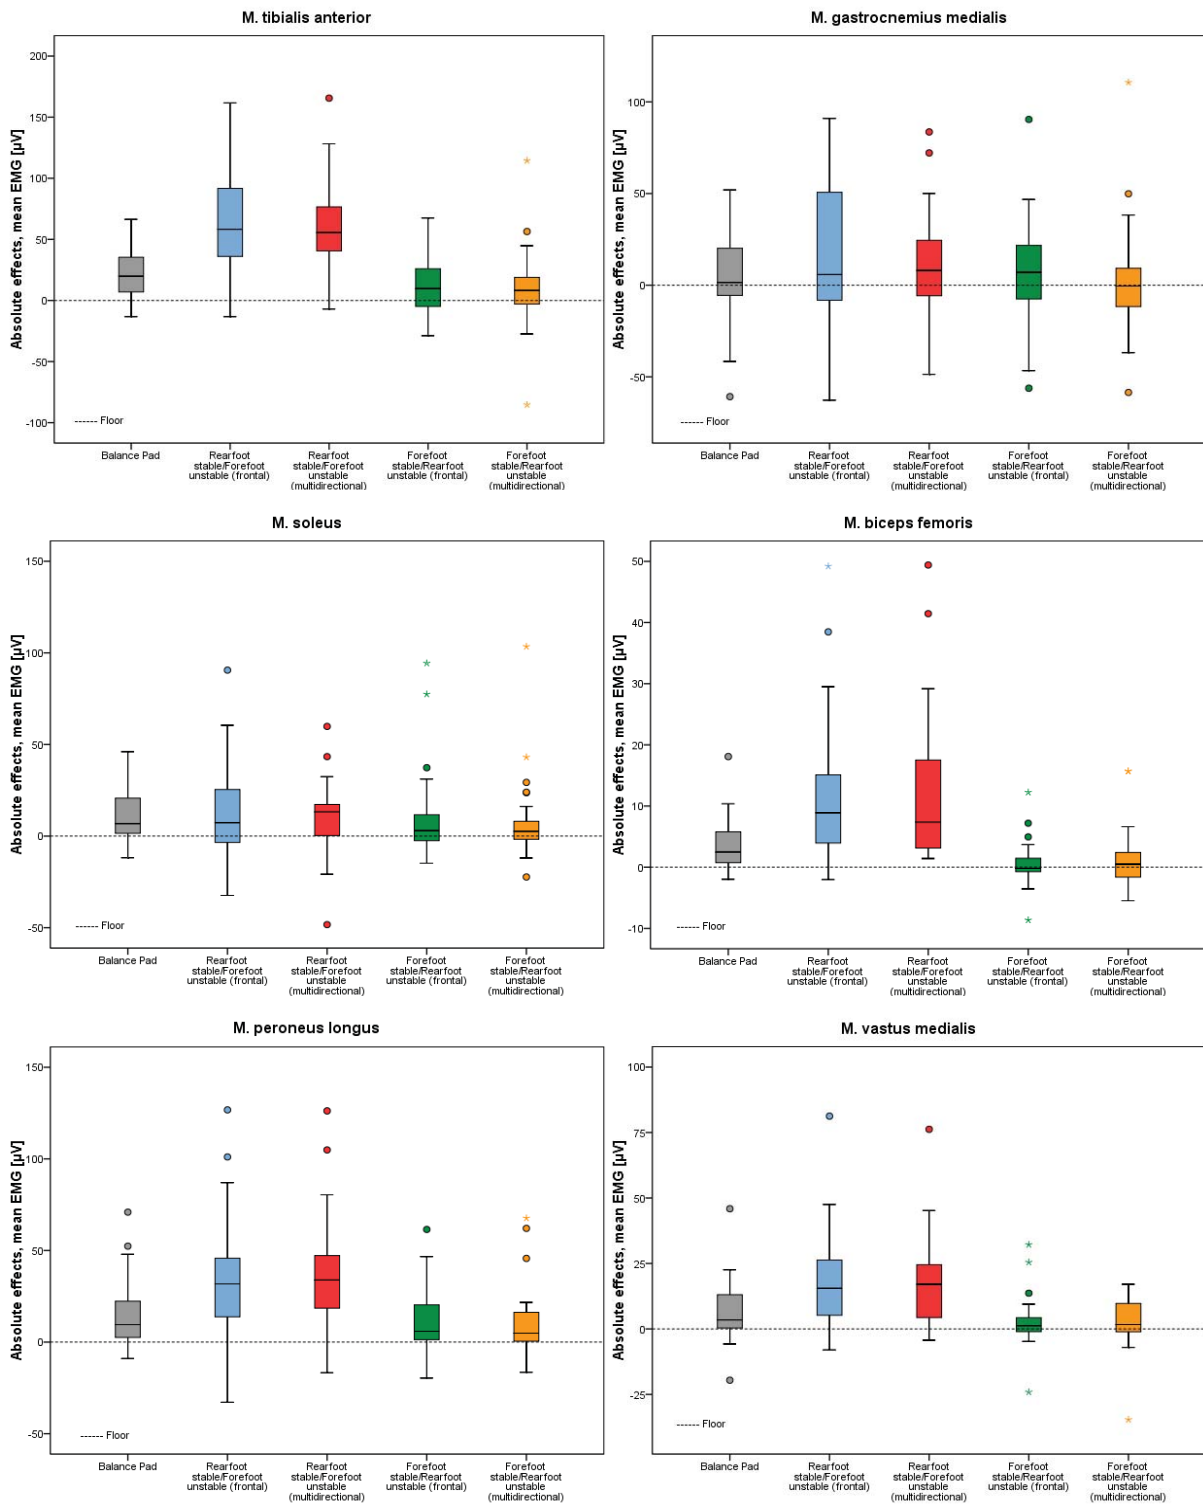 M. tibialis anterior
Absolute effects, mean EMG [µV]
200
150
100
50
0
-50
-100
------ Floor
Balance Pad
Rearfoot
stable/Forefoot
unstable (frontal)
Rearfoot
stable/Forefoot
unstable
(multidirectional)
Forefoot
stable/Rearfoot
unstable (frontal)
Forefoot
stable/Rearfoot
unstable
(multidirectional)
M. gastrocnemius medialis
Absolute effects, mean EMG [µV]
100
50
0
-50
------ Floor
Balance Pad
Rearfoot
stable/Forefoot
unstable (frontal)
Rearfoot
stable/Forefoot
unstable
(multidirectional)
Forefoot
stable/Rearfoot
unstable (frontal)
Forefoot
stable/Rearfoot
unstable
(multidirectional)
M. soleus
Absolute effects, mean EMG [µV]
150
100
50
0
-50
------ Floor
Balance Pad
Rearfoot
stable/Forefoot
unstable (frontal)
Rearfoot
stable/Forefoot
unstable
(multidirectional)
Forefoot
stable/Rearfoot
unstable (frontal)
Forefoot
stable/Rearfoot
unstable
(multidirectional)
M. biceps femoris
Absolute effects, mean EMG [µV]
50
40
30
20
10
0
-10
------ Floor
Balance Pad
Rearfoot
stable/Forefoot
unstable (frontal)
Rearfoot
stable/Forefoot
unstable
(multidirectional)
Forefoot
stable/Rearfoot
unstable (frontal)
Forefoot
stable/Rearfoot
unstable
(multidirectional)
M. peroneus longus
Absolute effects, mean EMG [µV]
150
100
50
0
-50
------ Floor
Balance Pad
Rearfoot
stable/Forefoot
unstable (frontal)
Rearfoot
stable/Forefoot
unstable
(multidirectional)
Forefoot
stable/Rearfoot
unstable (frontal)
Forefoot
stable/Rearfoot
unstable
(multidirectional)
M. vastus medialis
Absolute effects, mean EMG [µV]
100
75
50
25
0
-25
------ Floor
Balance Pad
Rearfoot
stable/Forefoot
unstable (frontal)
Rearfoot
stable/Forefoot
unstable
(multidirectional)
Forefoot
stable/Rearfoot
unstable (frontal)
Forefoot
stable/Rearfoot
unstable
(multidirectional)